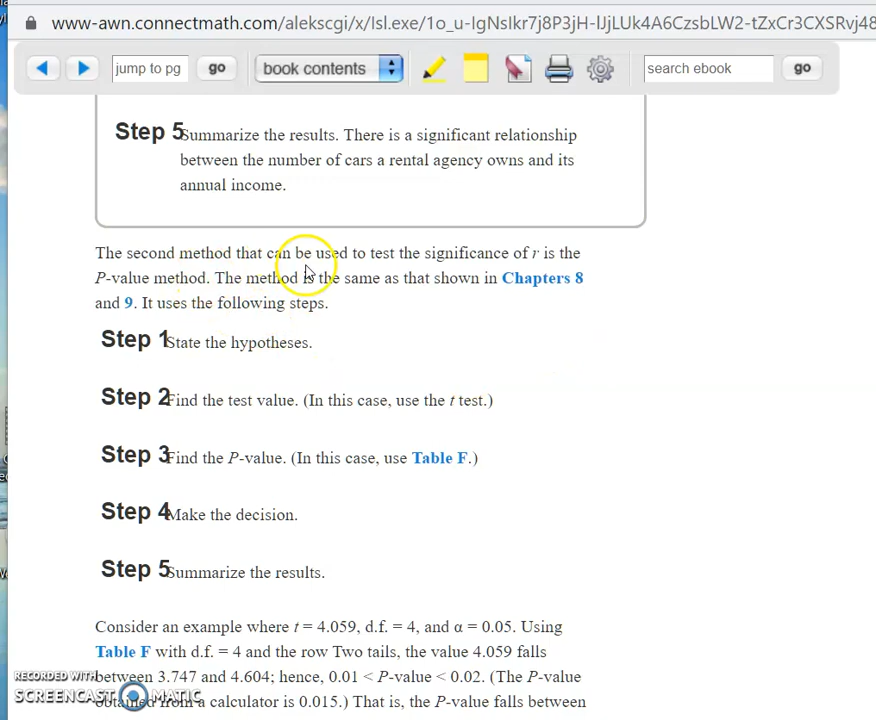 www-awn.connectmath.com/alekscgi/x/Isl.exe/1o_u-IgNsIkr7j8P3jH-lJjLUk4A6CzsbLW2-tZxCr3CXSRvj48
jump to pg go book contents search ebook go
Step 5 Summarize the results. There is a significant relationship
between the number of cars a rental agency owns and its
annual income.
The second method that can be used to test the significance of r is the
P-value method. The method is the same as that shown in Chapters 8
and 9. It uses the following steps.
Step 1 State the hypotheses.
Step 2 Find the test value. (In this case, use the t test.)
Step 3 Find the P-value. (In this case, use Table F.)
Step 4 Make the decision.
Step 5 Summarize the results.
Consider an example where t = 4.059, d.f. = 4, and α = 0.05. Using
Table F with d.f. = 4 and the row Two tails, the value 4.059 falls
between 3.747 and 4.604; hence, 0.01 < P-value < 0.02. (The P-value
obtained from a calculator is 0.015.) That is, the P-value falls between
RECORDED WITH
SCREENCAST MATIC